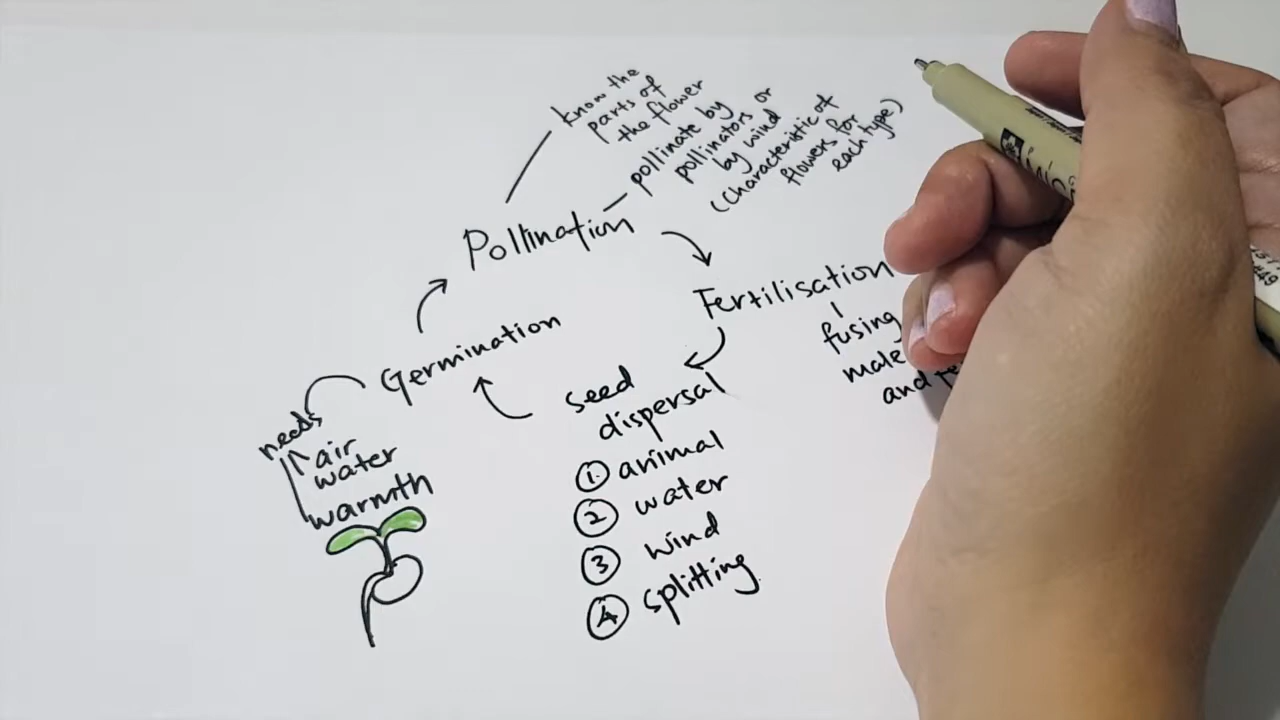 know the
parts of
the flower
pollinate by
pollinators or
by wind
(characteristic of
flowers for
each type)
Pollination
Fertilisation
fusing
male
and fe
seed
dispersal
① animal
② water
③ wind
④ splitting
Germination
needs
air
water
warmth